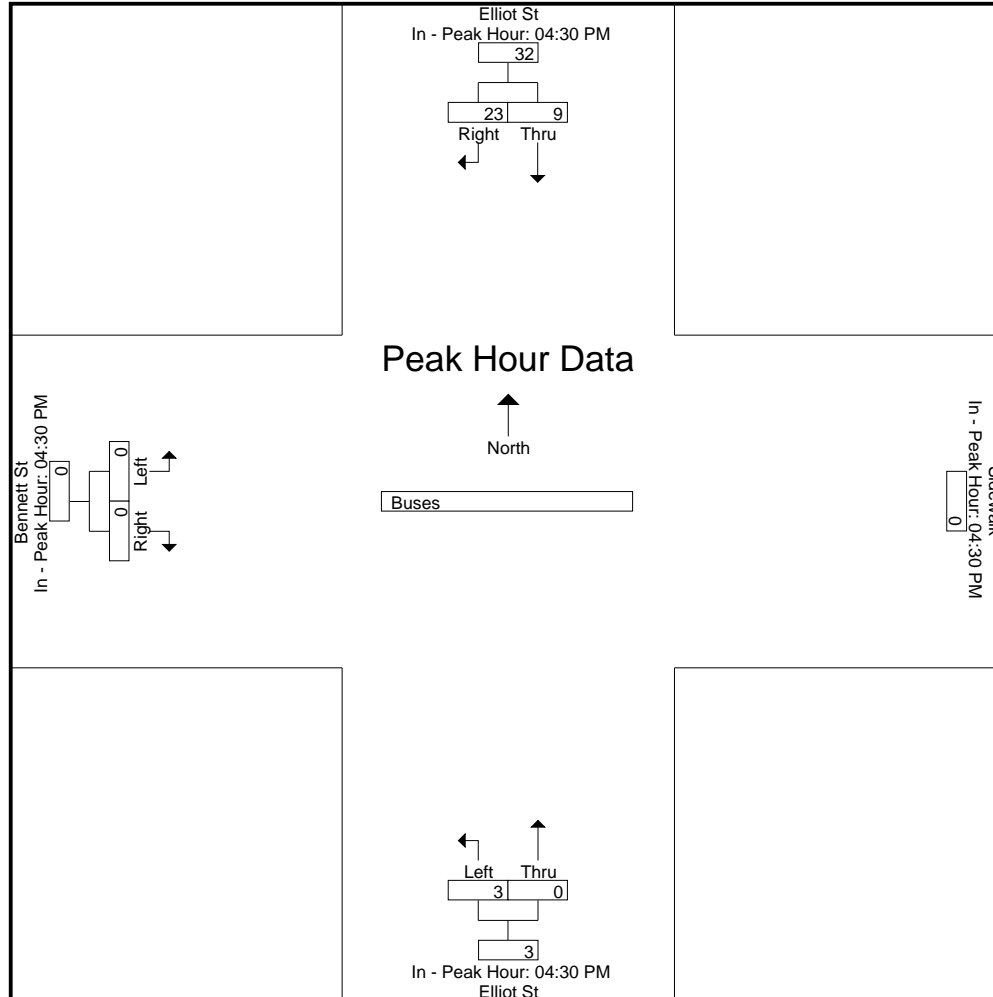 Elliot St
In - Peak Hour: 04:30 PM
32
23 9
Right Thru
Peak Hour Data
North
Buses
Bennett St
In - Peak Hour: 04:30 PM
0
0 0
Left Right
In - Peak Hour: 04:30 PM
0
Left Thru
3 0
3
In - Peak Hour: 04:30 PM
Elliot St